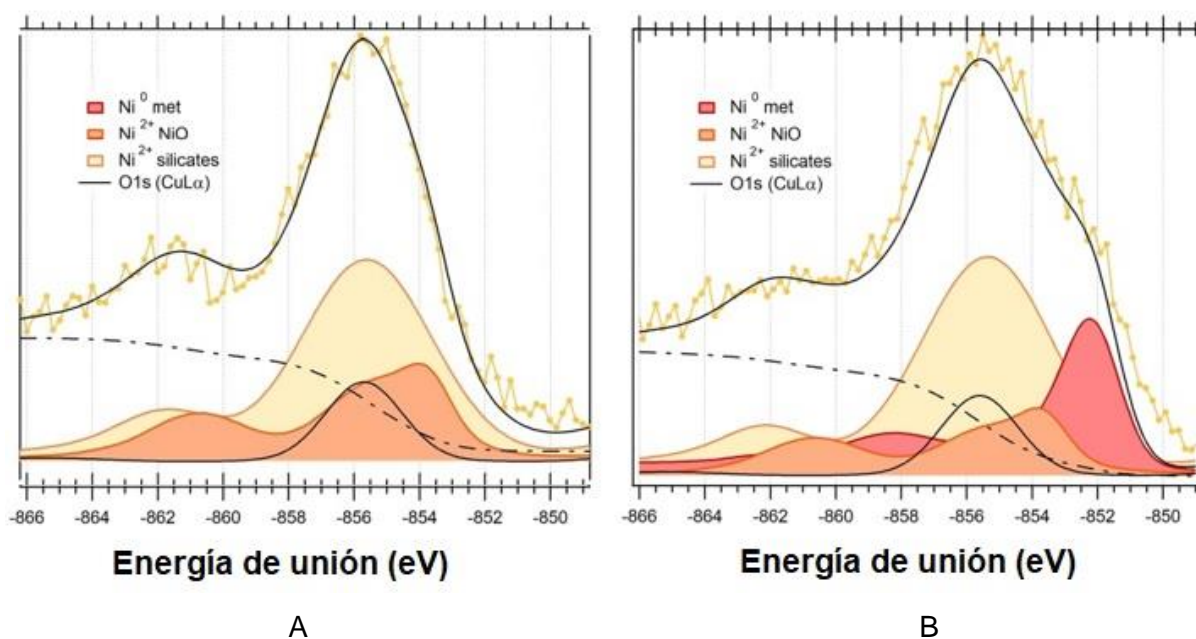 Ni 0 met
Ni 2+ NiO
Ni 2+ silicates
O1s (CuLα)
-866 -864 -862 -860 -858 -856 -854 -852 -850
Energía de unión (eV)
A
Ni 0 met
Ni 2+ NiO
Ni 2+ silicates
O1s (CuLα)
-866 -864 -862 -860 -858 -856 -854 -852 -850
Energía de unión (eV)
B